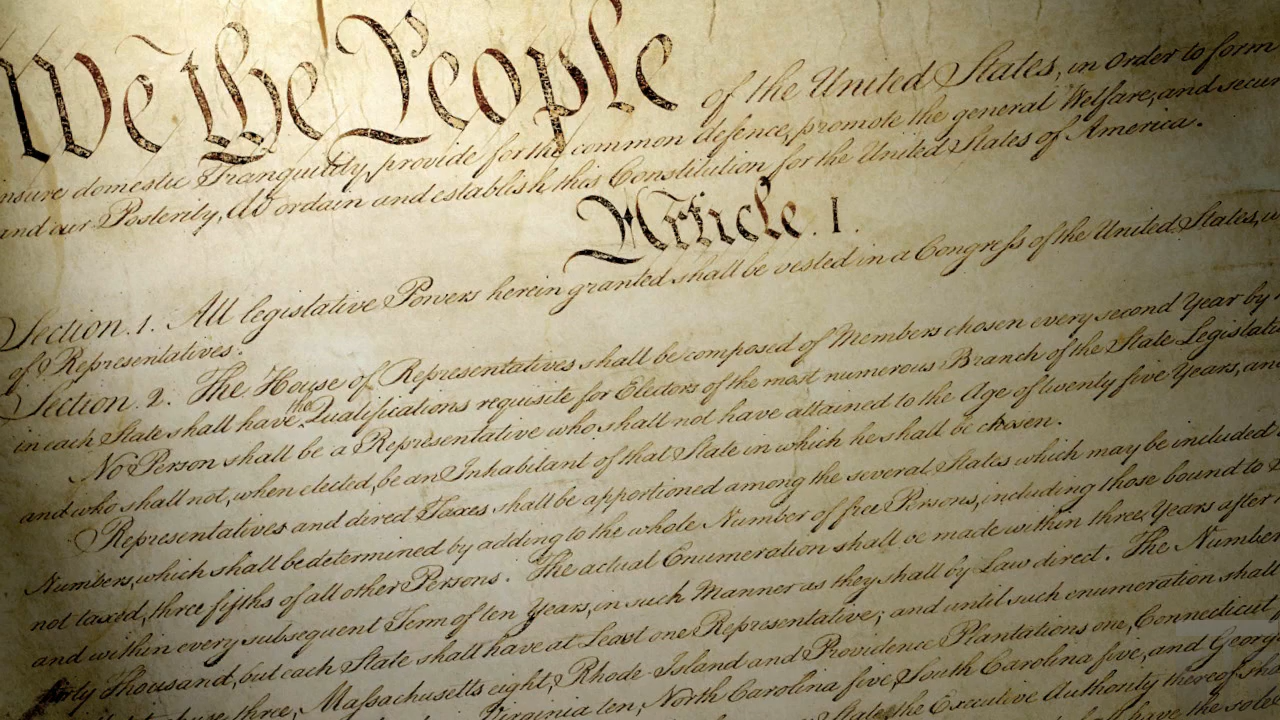 We the People of the United States, in Order to form
nsure domestic Tranquility, provide for the common defence, promote the general Welfare, and secur
and our Posterity, do ordain and establish this Constitution for the United States of America.
Article. I.
Section. 1. All legislative Powers herein granted shall be vested in a Congress of the United States, w
of Representatives.
Section. 2. The House of Representatives shall be composed of Members chosen every second Year by
in each State shall have the Qualifications requisite for Electors of the most numerous Branch of the State Legislatu
No Person shall be a Representative who shall not have attained to the Age of twenty five Years, and
and who shall not, when elected, be an Inhabitant of that State in which he shall be chosen.
Representatives and direct Taxes shall be apportioned among the several States which may be included
Numbers, which shall be determined by adding to the whole Number of free Persons, including those bound to
not taxed, three fifths of all other Persons. The actual Enumeration shall be made within three Years after
and within every subsequent Term of ten Years, in such Manner as they shall by Law direct. The Number
thirty Thousand, but each State shall have at Least one Representative; and until such enumeration shall
three, Massachusetts eight, Rhode-Island and Providence Plantations one, Connecticut
Virginia ten, North Carolina five, South Carolina five, and Georg
State, the Executive Authority thereof sha
have the sole